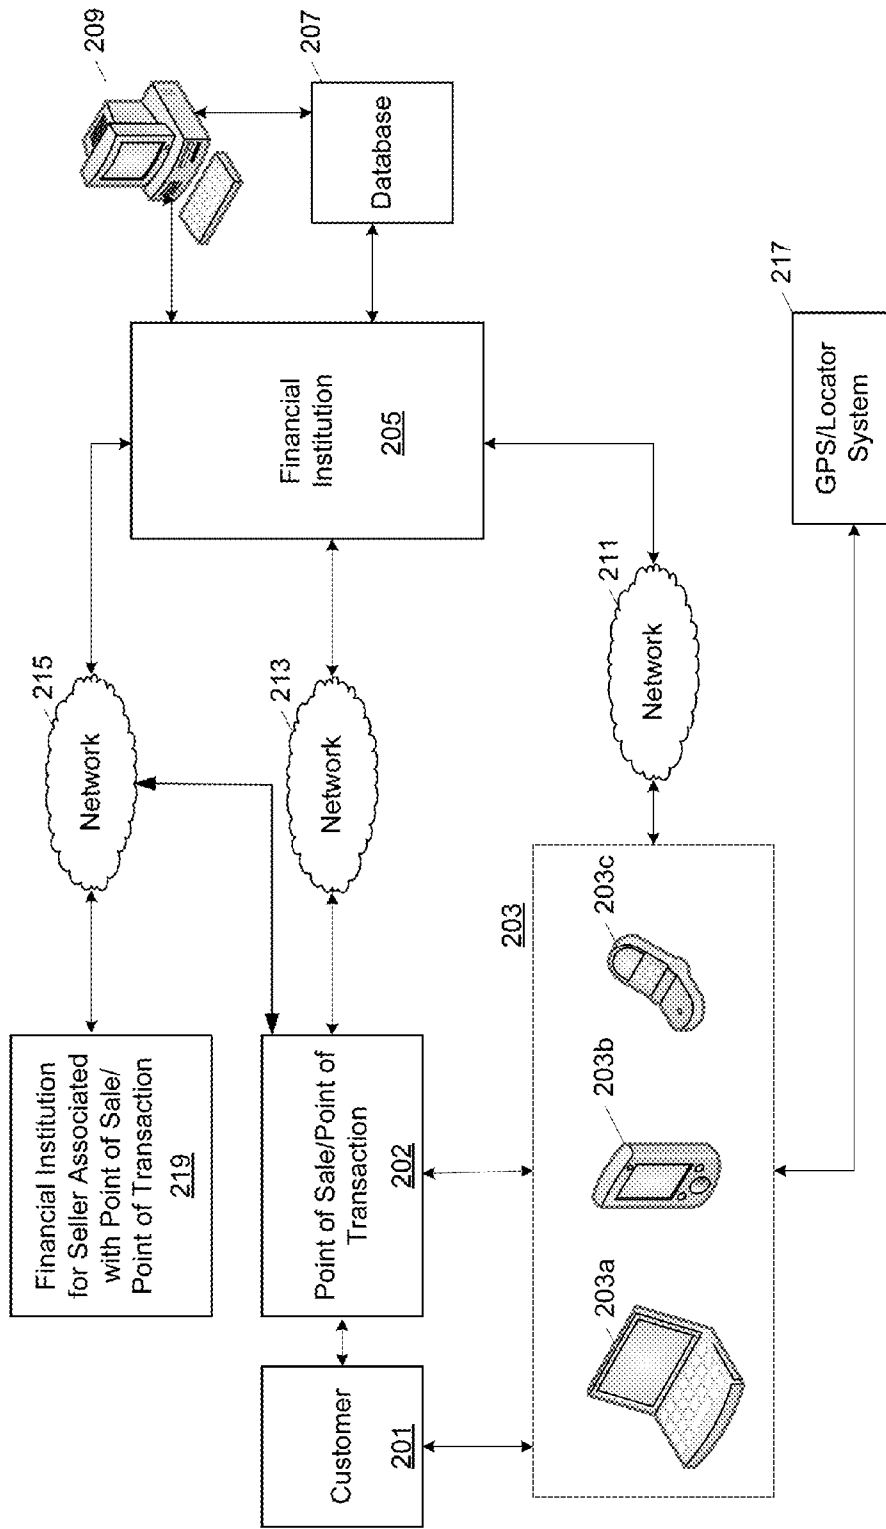 Financial Institution
for Seller Associated
with Point of Sale/
Point of Transaction
219
Network
215
209
Customer
201
Point of Sale/Point of
Transaction
202
Network
213
Financial
Institution
205
Database
207
203
203a
203b
203c
Network
211
GPS/Locator
System
217